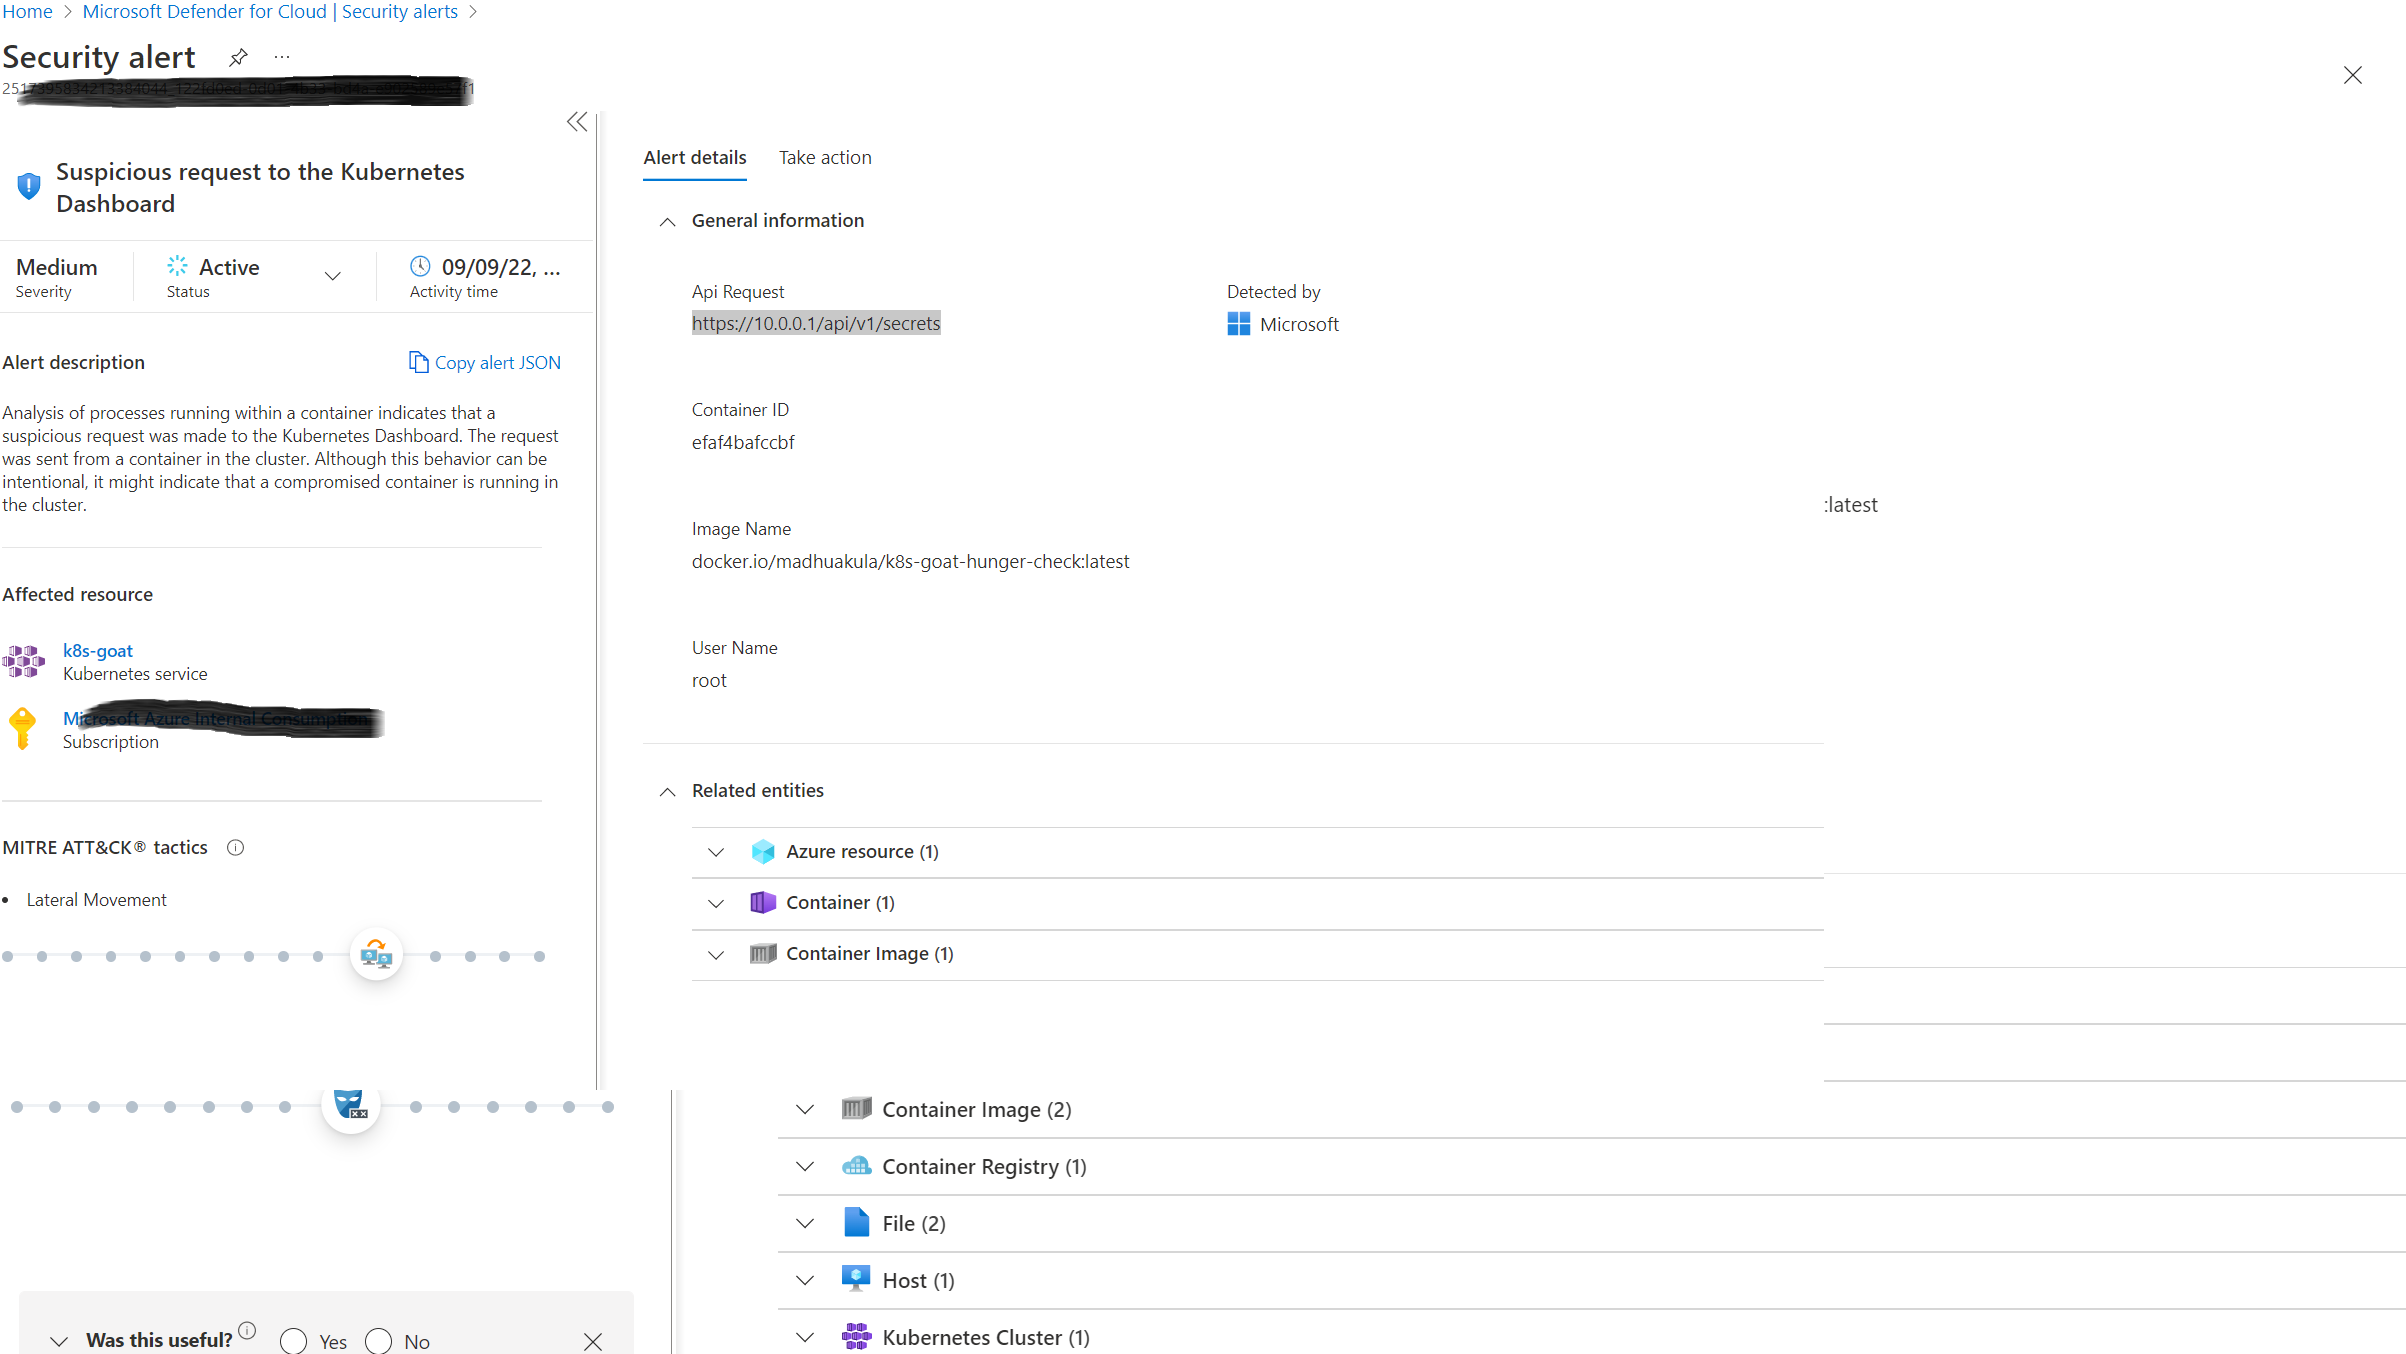 Home > Microsoft Defender for Cloud | Security alerts >
Security alert
Suspicious request to the Kubernetes
Dashboard
Medium
Severity
Active
Status
09/09/22, ...
Activity time
Alert description
Copy alert JSON
Analysis of processes running within a container indicates that a
suspicious request was made to the Kubernetes Dashboard. The request
was sent from a container in the cluster. Although this behavior can be
intentional, it might indicate that a compromised container is running in
the cluster.
Affected resource
k8s-goat
Kubernetes service
Subscription
MITRE ATT&CK® tactics
• Lateral Movement
Was this useful?
Yes
No
Alert details
Take action
General information
Api Request
https://10.0.0.1/api/v1/secrets
Detected by
Microsoft
Container ID
efaf4bafccbf
Image Name
docker.io/madhuakula/k8s-goat-hunger-check:latest
User Name
root
:latest
Related entities
Azure resource (1)
Container (1)
Container Image (1)
Container Image (2)
Container Registry (1)
File (2)
Host (1)
Kubernetes Cluster (1)